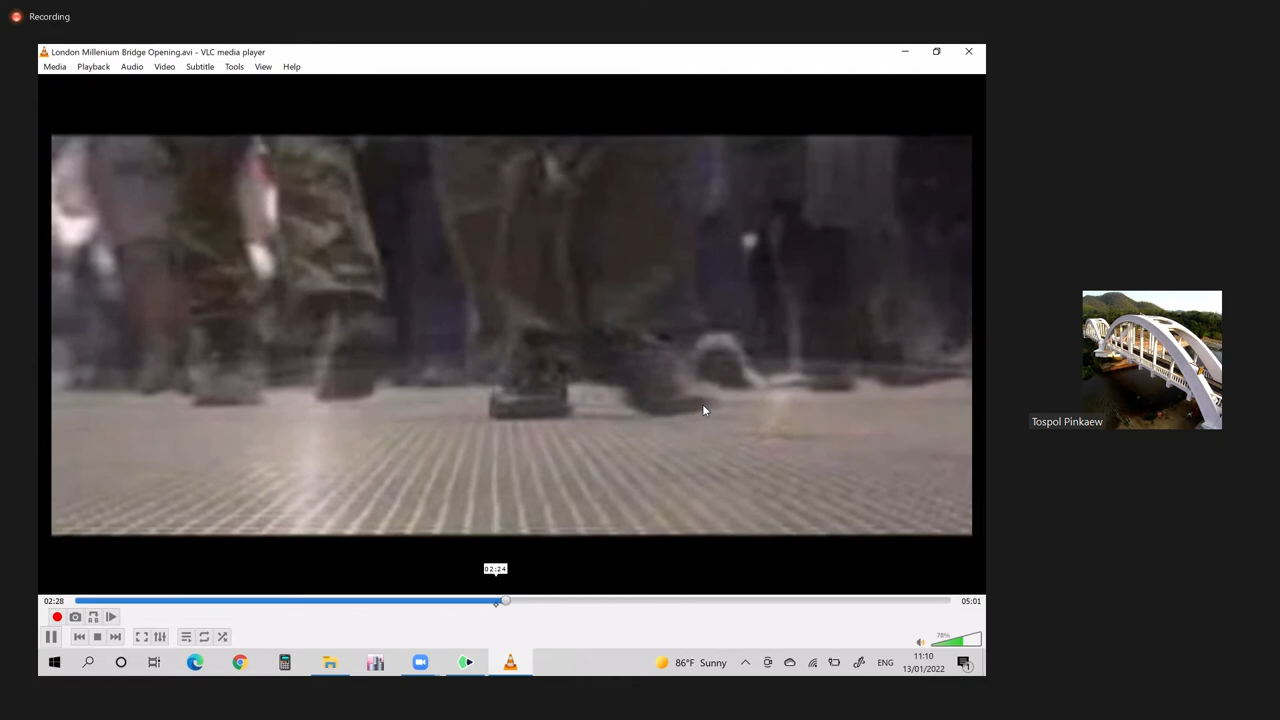 Recording
London Millenium Bridge Opening.avi - VLC media player
Media Playback Audio Video Subtitle Tools View Help
Tospol Pinkaew
02:24
02:28
05:01
78%
86°F Sunny
ENG
11:10
13/01/2022
1